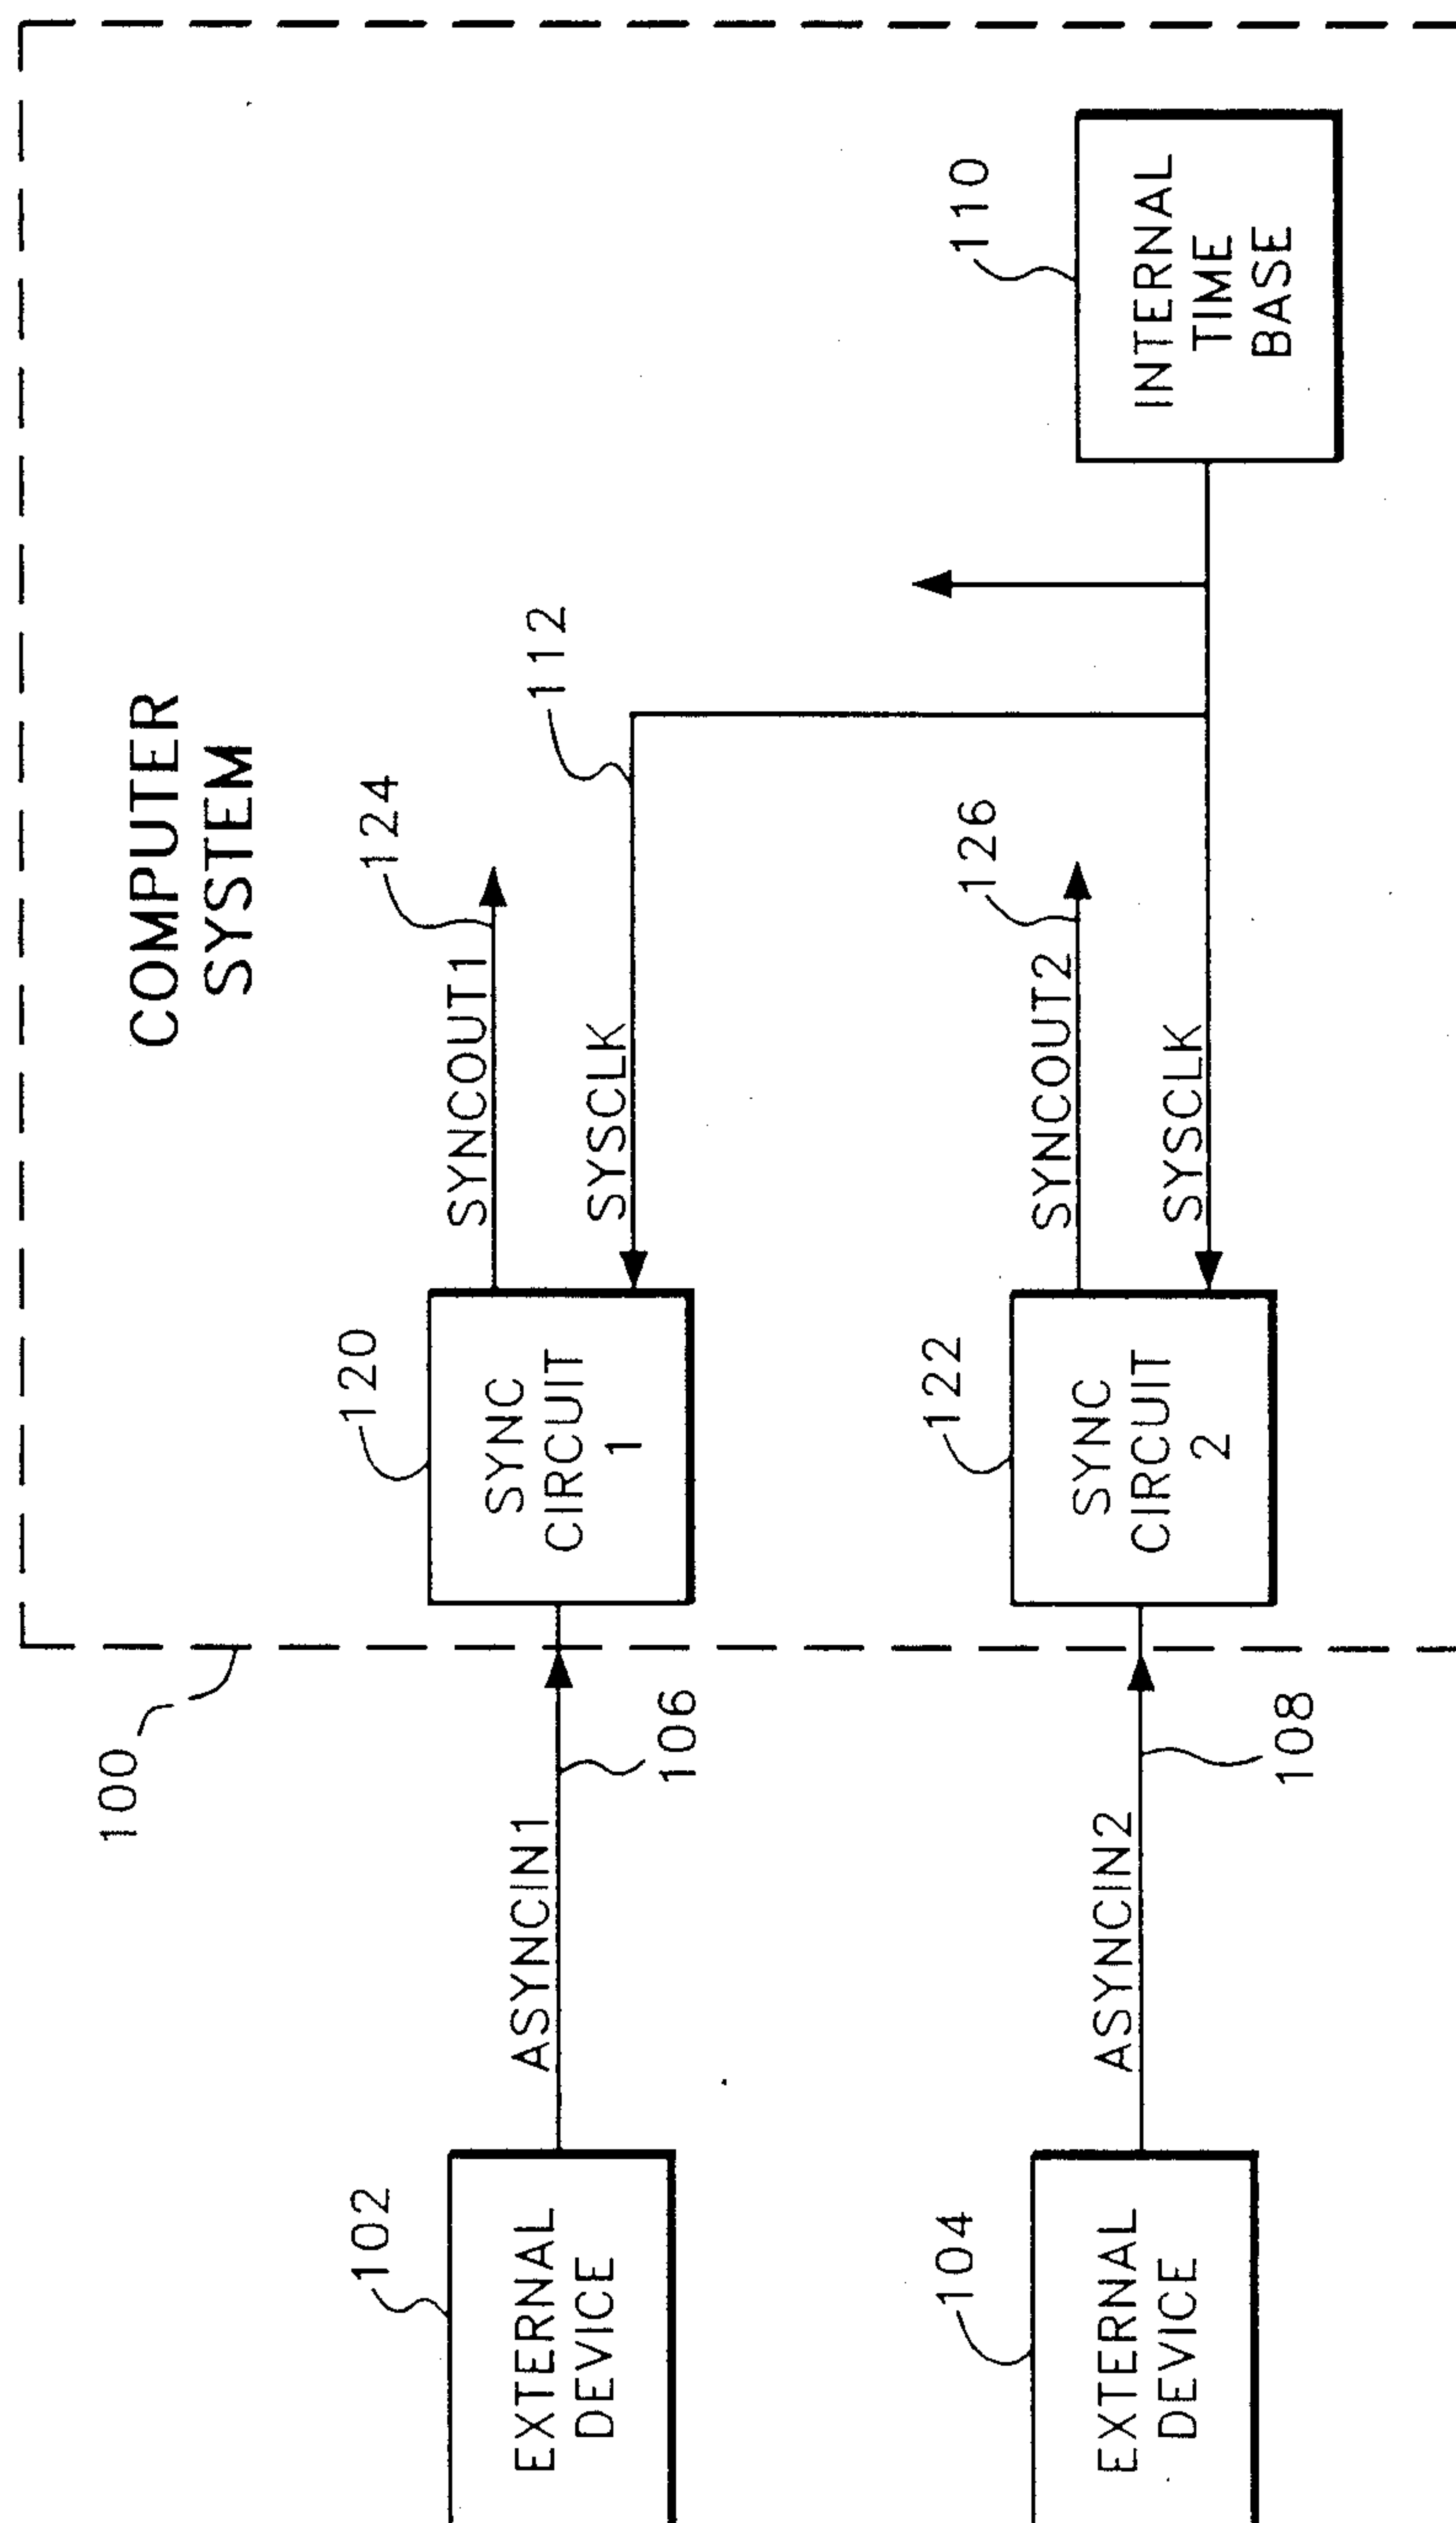 COMPUTER
SYSTEM
100
102
EXTERNAL
DEVICE
ASYNCIN1
106
120
SYNC
CIRCUIT
1
SYNCOUT1
124
SYSCLK
112
104
EXTERNAL
DEVICE
ASYNCIN2
108
122
SYNC
CIRCUIT
2
SYNCOUT2
126
SYSCLK
110
INTERNAL
TIME
BASE